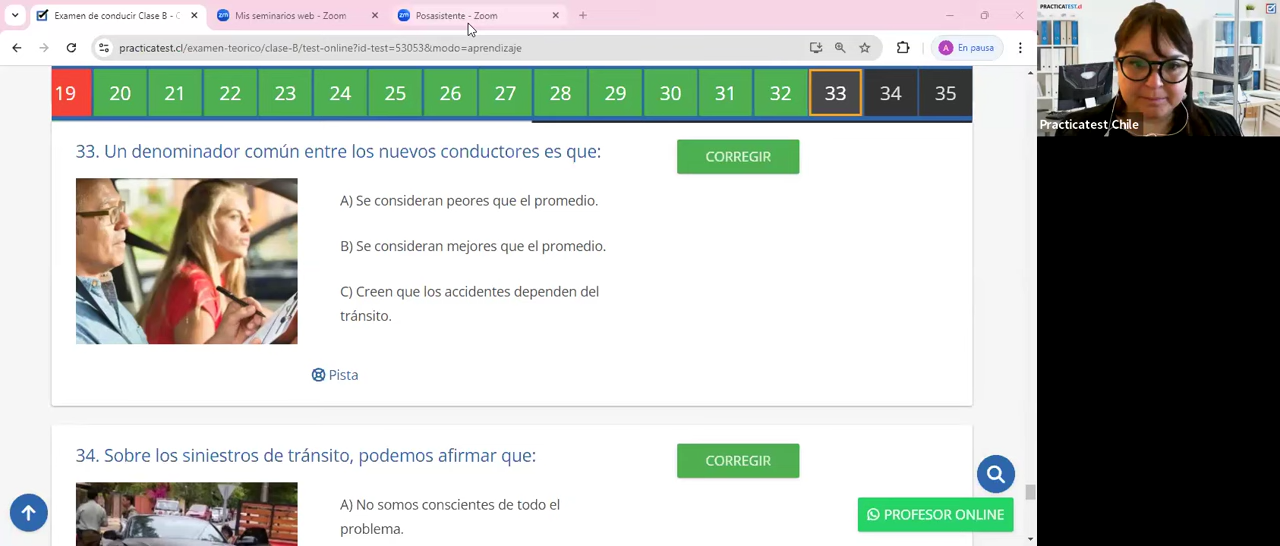 Examen de conducir Clase B - C
Mis seminarios web - Zoom
Posasistente - Zoom
practicatest.cl/examen-teorico/clase-B/test-online?id-test=53053&modo=aprendizaje
A
En pausa
PRACTICATEST.cl
Practicatest Chile
19 20 21 22 23 24 25 26 27 28 29 30 31 32 33 34 35
33. Un denominador común entre los nuevos conductores es que:
CORREGIR
A) Se consideran peores que el promedio.
B) Se consideran mejores que el promedio.
C) Creen que los accidentes dependen del
tránsito.
Pista
34. Sobre los siniestros de tránsito, podemos afirmar que:
CORREGIR
A) No somos conscientes de todo el
problema.
PROFESOR ONLINE